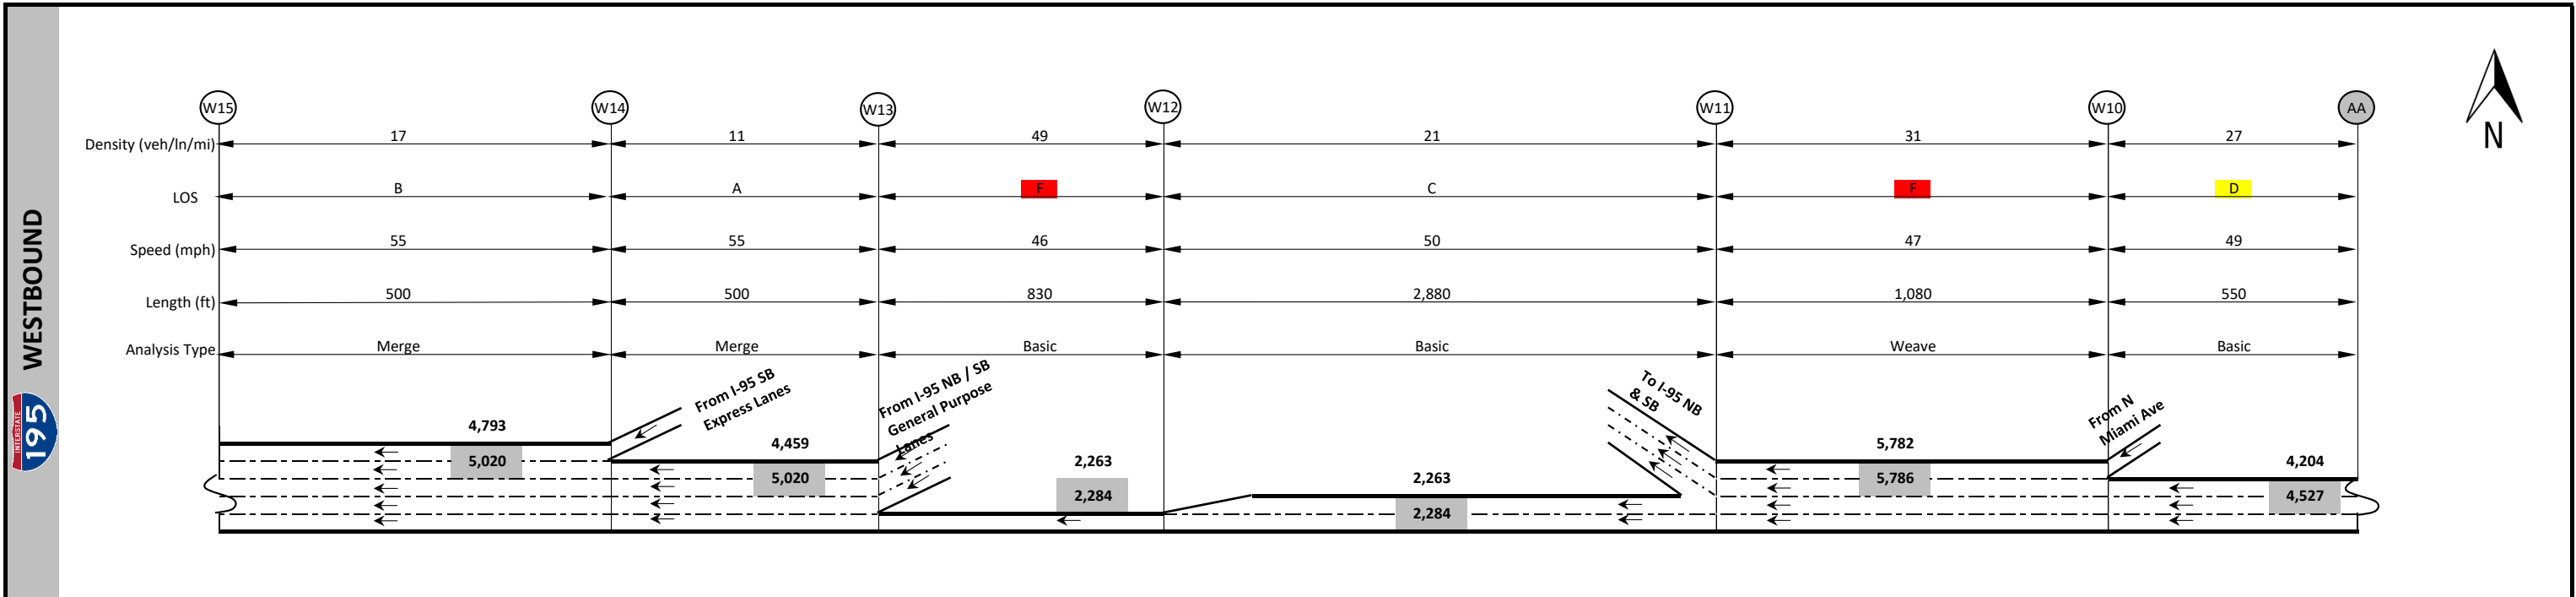 WESTBOUND
INTERSTATE
195
W15 W14 W13 W12 W11 W10 AA
N
Density (veh/ln/mi) 17 11 49 21 31 27
LOS B A F C F D
Speed (mph) 55 55 46 50 47 49
Length (ft) 500 500 830 2,880 1,080 550
Analysis Type Merge Merge Basic Basic Weave Basic
From I-95 SB
Express Lanes
From I-95 NB / SB
General Purpose
Lanes
To I-95 NB
& SB
From N
Miami Ave
4,793 4,459 2,263 2,263 5,782 4,204
5,020 5,020 2,284 2,284 5,786 4,527